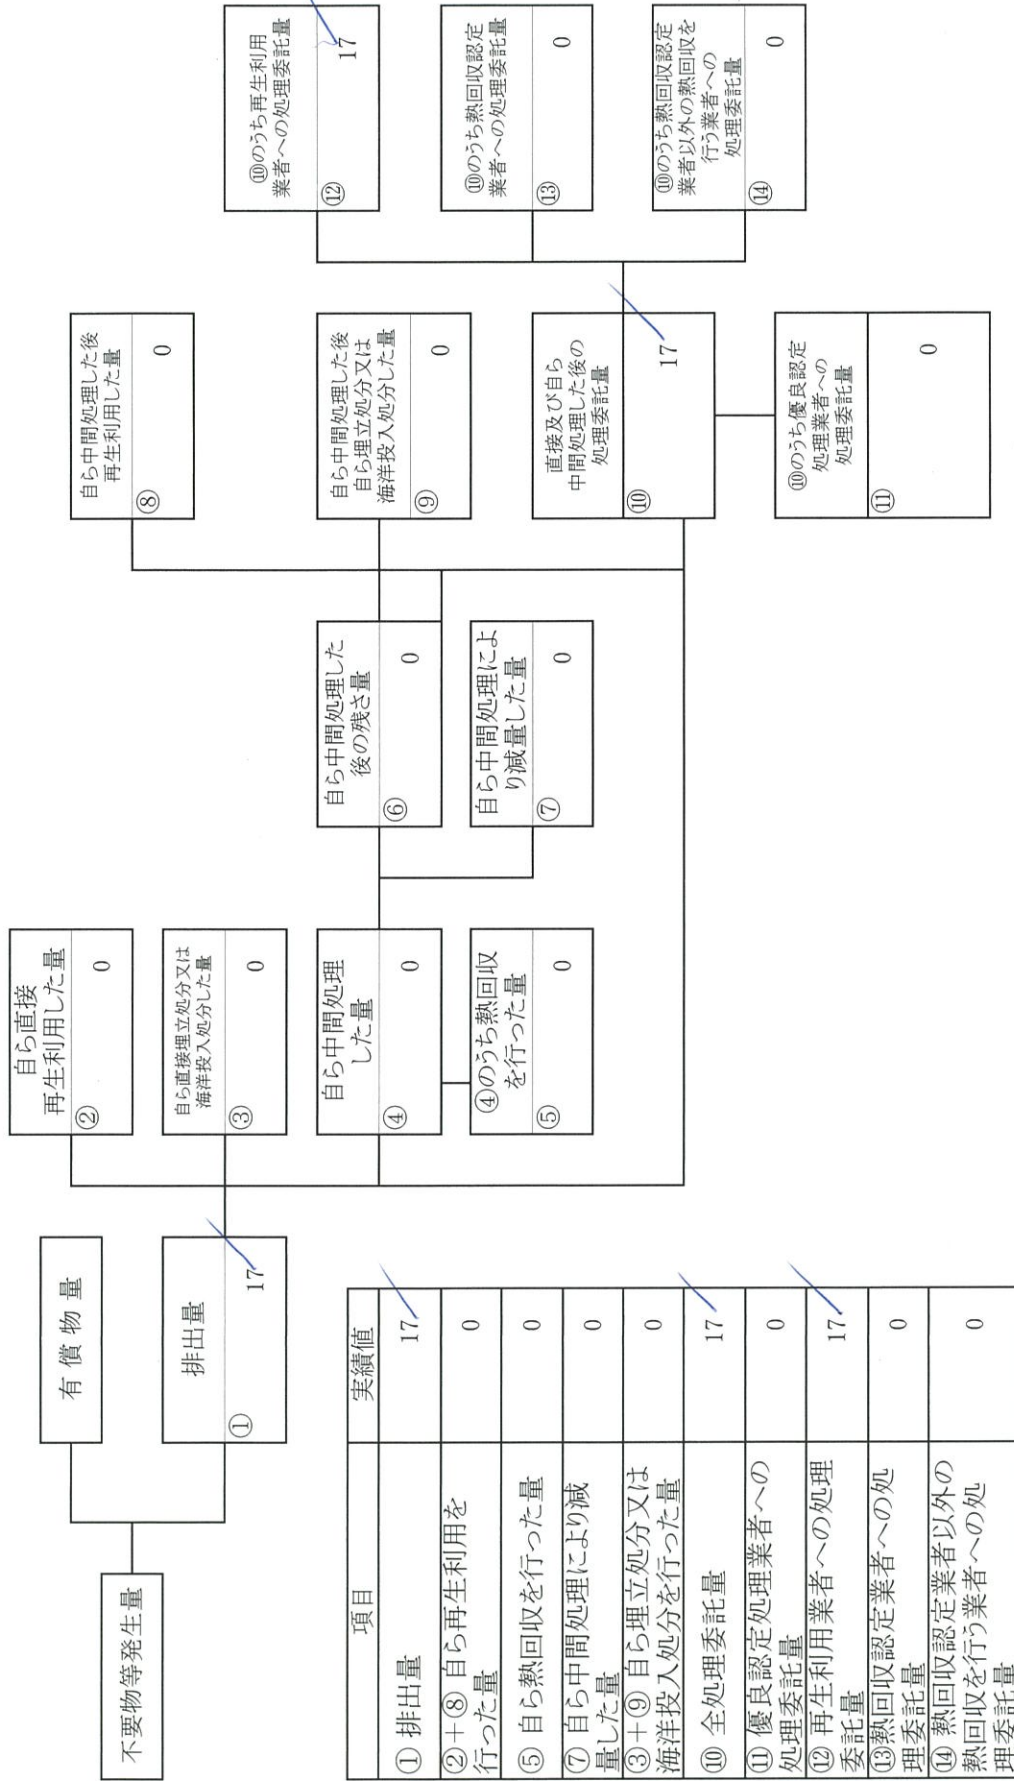 不要物等発生量
有償物量
排出量
①
17
自ら直接
再生利用した量
②
0
自ら直接埋立処分又は
海洋投入処分した量
③
0
自ら中間処理
した量
④
0
④のうち熱回収
を行った量
⑤
0
自ら中間処理した
後の残さ量
⑥
0
自ら中間処理によ
り減量した量
⑦
0
自ら中間処理した後
再生利用した量
⑧
0
自ら中間処理した後
自ら埋立処分又は
海洋投入処分した量
⑨
0
直接及び自ら
中間処理した後の
処理委託量
⑩
17
⑩のうち優良認定
処理業者への
処理委託量
⑪
0
⑩のうち再生利用
業者への処理委託量
⑫
17
⑩のうち熱回収認定
業者への処理委託量
⑬
0
⑩のうち熱回収認定
業者以外の熱回収を
行う業者への
処理委託量
⑭
0
項目 実績値
① 排出量 17
②+⑧ 自ら再生利用を
行った量 0
⑤ 自ら熱回収を行った量 0
⑦ 自ら中間処理により減
量した量 0
③+⑨ 自ら埋立処分又は
海洋投入処分を行った量 0
⑩ 全処理委託量 17
⑪ 優良認定処理業者への
処理委託量 0
⑫ 再生利用業者への処理
委託量 17
⑬熱回収認定業者への処
理委託量 0
⑭ 熱回収認定業者以外の
熱回収を行う業者への処
理委託量 0